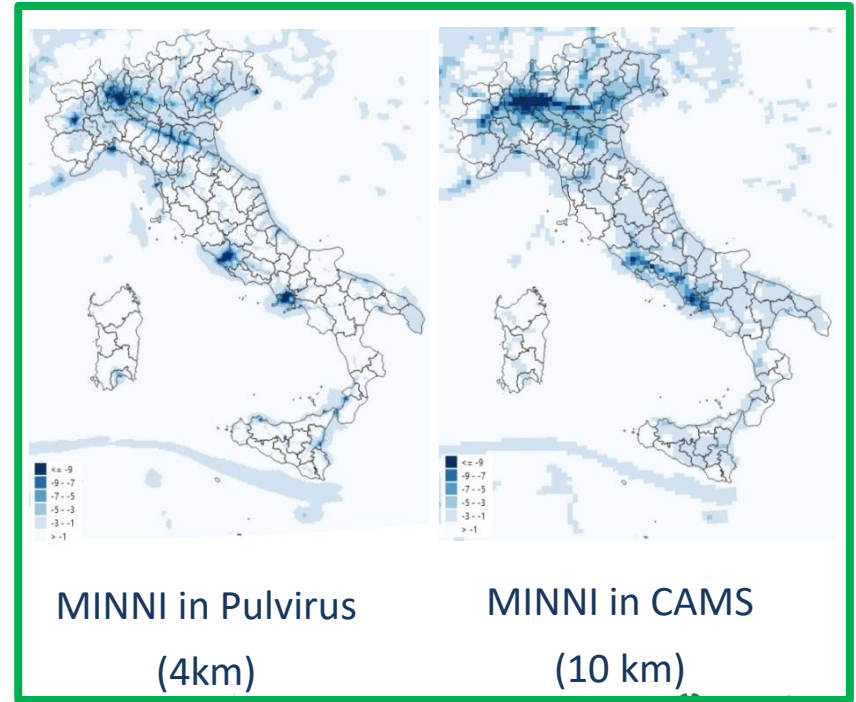 <= -9
-9 - -7
-7 - -5
-5 - -3
-3 - -1
> -1
<= -9
-9 - -7
-7 - -5
-5 - -3
-3 - -1
> -1
MINNI in Pulvirus
(4km)
MINNI in CAMS
(10 km)